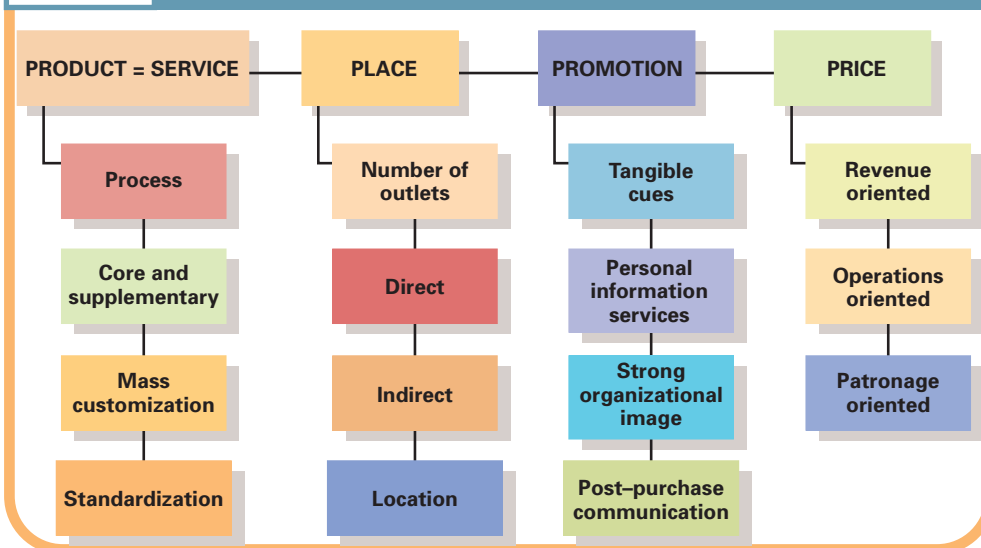 PRODUCT = SERVICE
PLACE
PROMOTION
PRICE
Process
Core and
supplementary
Mass
customization
Standardization
Number of
outlets
Direct
Indirect
Location
Tangible
cues
Personal
information
services
Strong
organizational
image
Post–purchase
communication
Revenue
oriented
Operations
oriented
Patronage
oriented